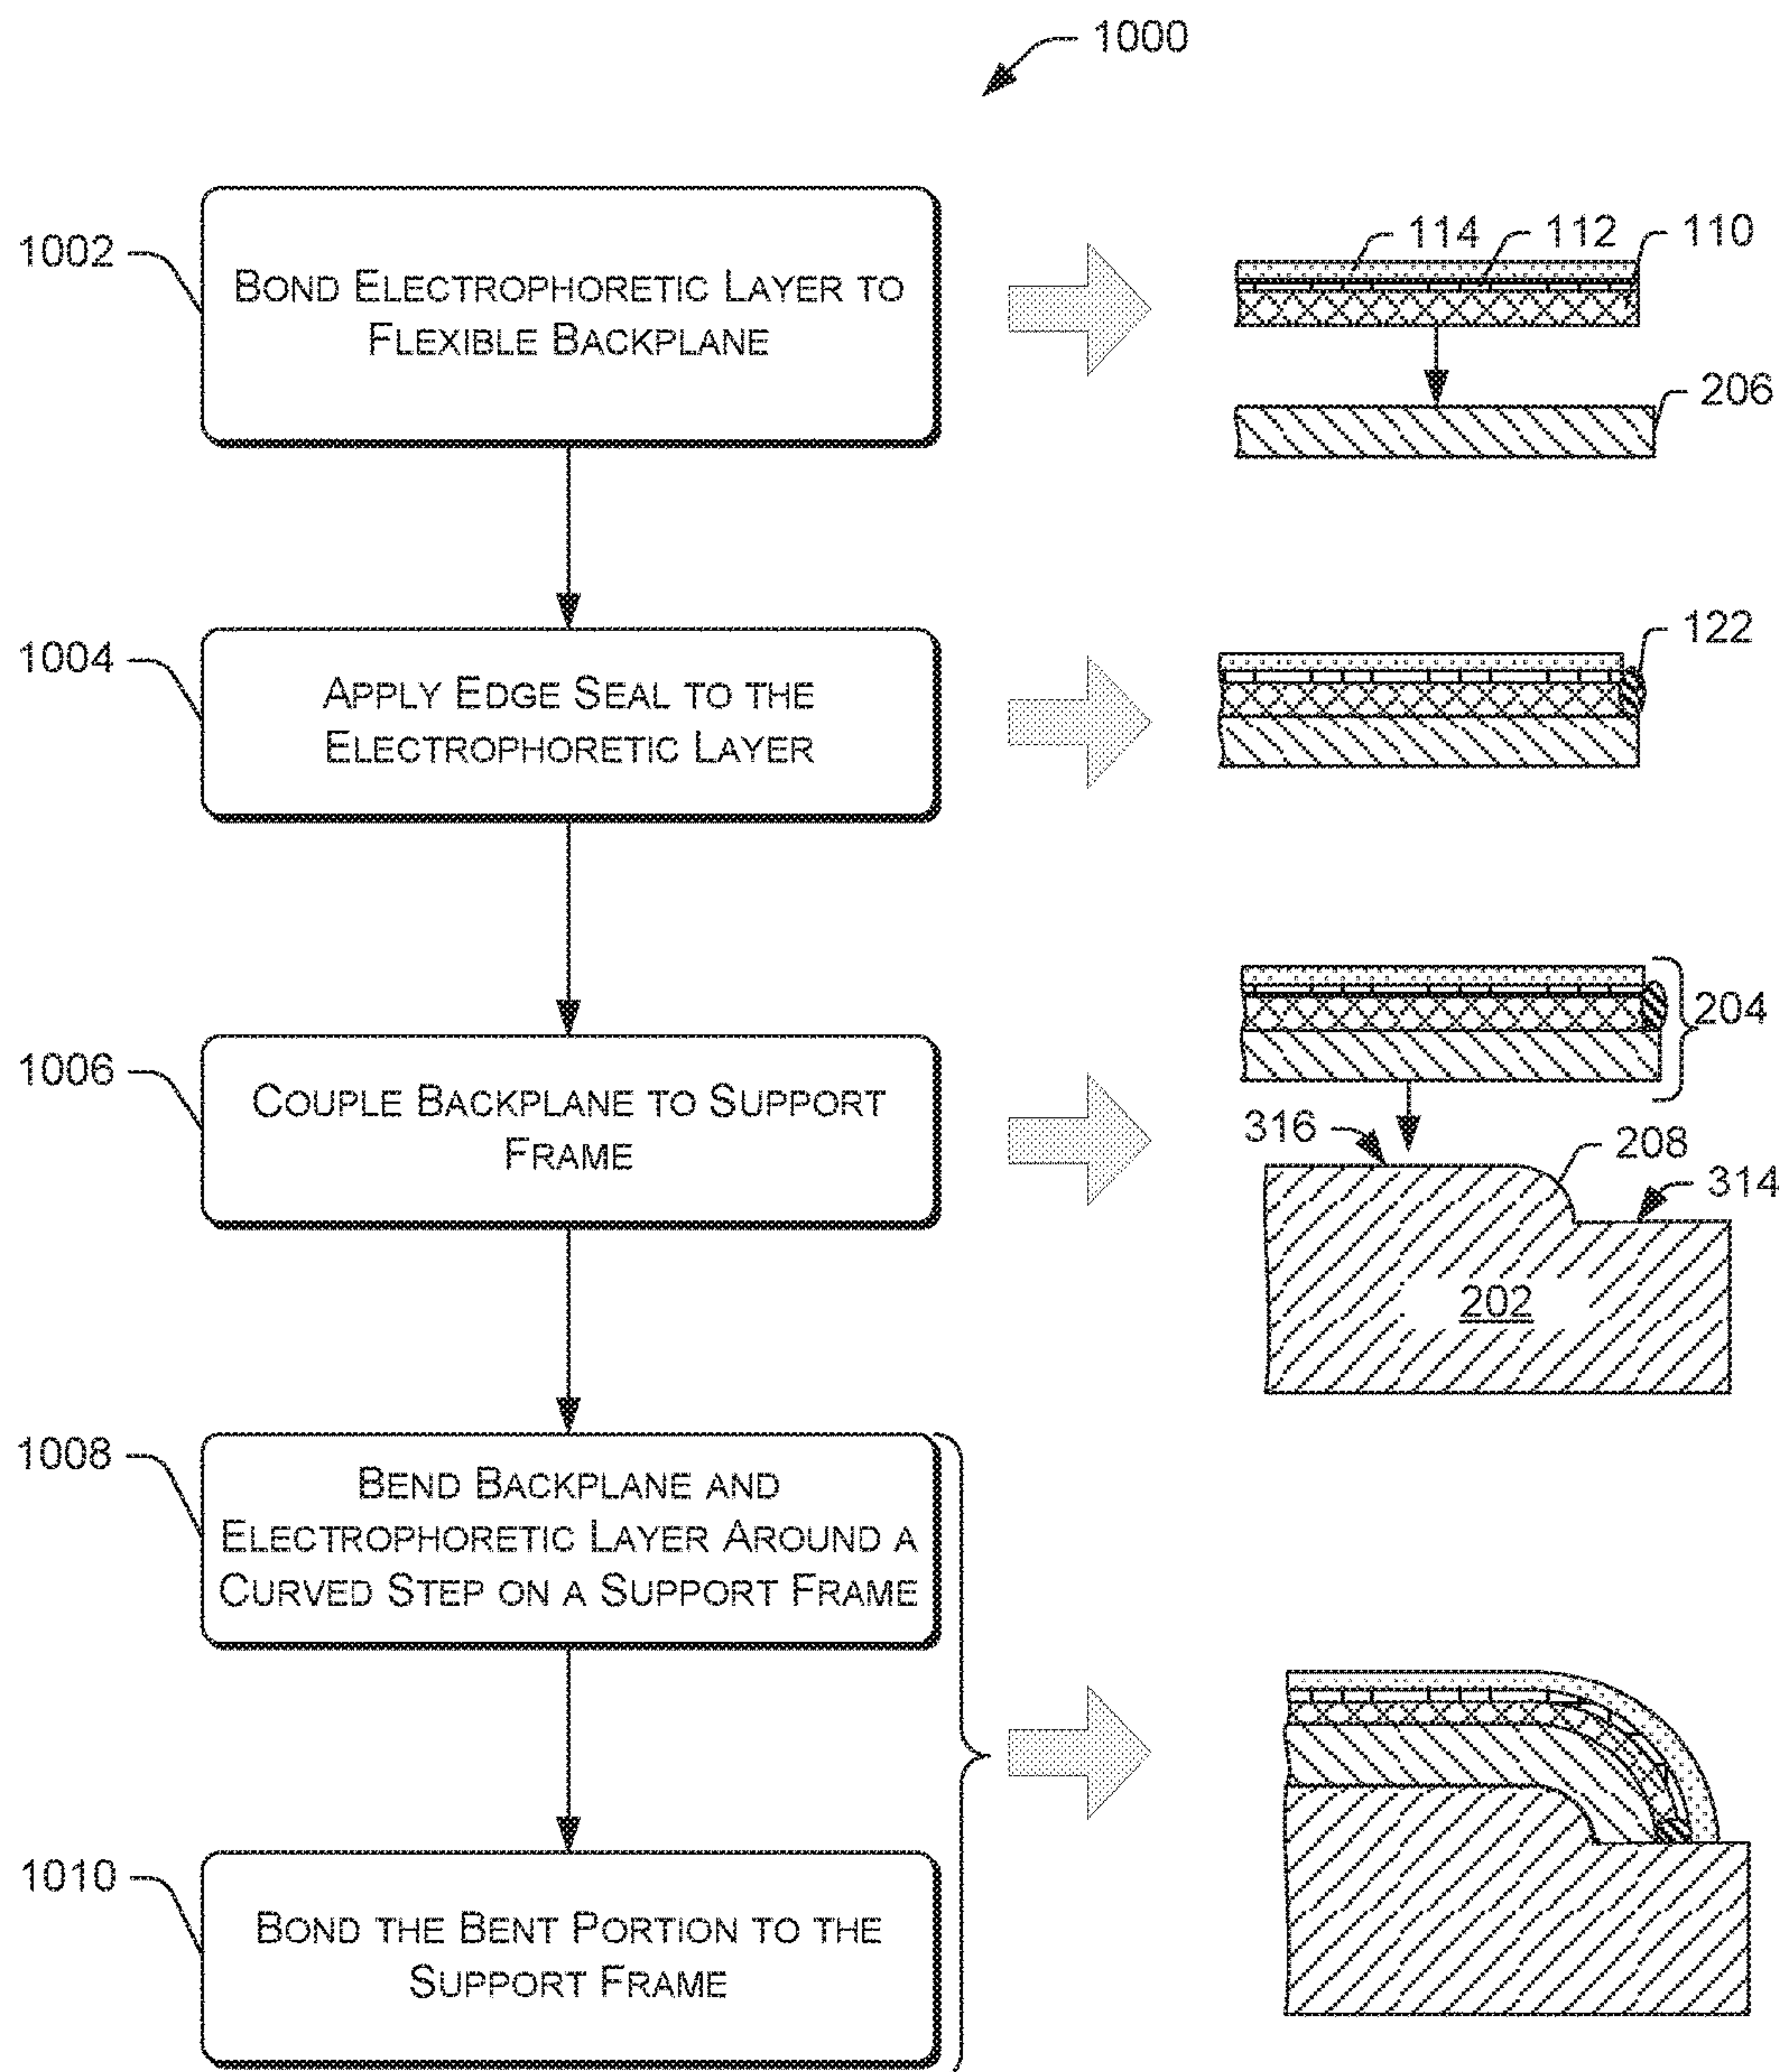 1000
1002
BOND ELECTROPHORETIC LAYER TO
FLEXIBLE BACKPLANE
114
112
110
206
1004
APPLY EDGE SEAL TO THE
ELECTROPHORETIC LAYER
122
1006
COUPLE BACKPLANE TO SUPPORT
FRAME
204
316
208
314
202
1008
BEND BACKPLANE AND
ELECTROPHORETIC LAYER AROUND A
CURVED STEP ON A SUPPORT FRAME
1010
BOND THE BENT PORTION TO THE
SUPPORT FRAME